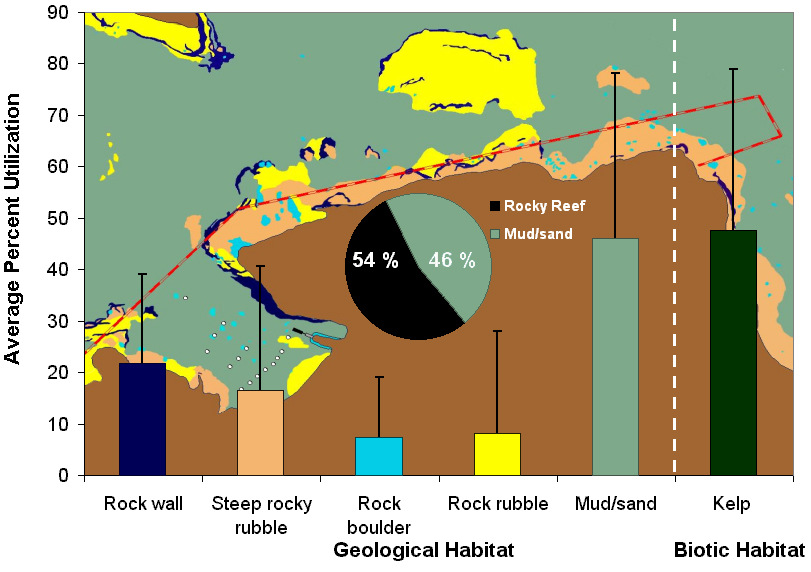 Average Percent Utilization
90
80
70
60
50
40
30
20
10
0
Rocky Reef
Mud/sand
54 %
46 %
Rock wall
Steep rocky
rubble
Rock
boulder
Rock rubble
Mud/sand
Kelp
Geological Habitat
Biotic Habitat